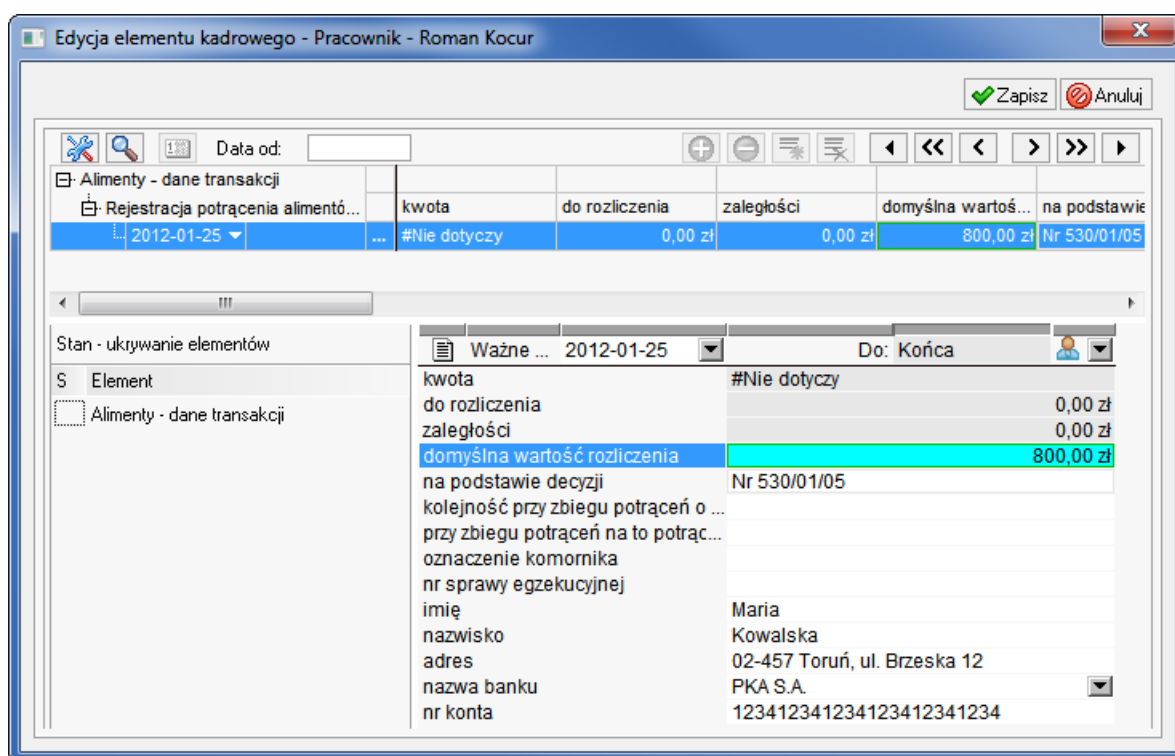 Edycja elementu kadrowego - Pracownik - Roman Kocur
Zapisz Anuluj
Data od:
Alimenty - dane transakcji
Rejestracja potrącenia alimentó... kwota do rozliczenia zaległości domyślna wartoś... na podstawie
2012-01-25 ... #Nie dotyczy 0,00 zł 0,00 zł 800,00 zł Nr 530/01/05
Stan - ukrywanie elementów
S Element
Alimenty - dane transakcji
Ważne ... 2012-01-25 Do: Końca
kwota #Nie dotyczy
do rozliczenia 0,00 zł
zaległości 0,00 zł
domyślna wartość rozliczenia 800,00 zł
na podstawie decyzji Nr 530/01/05
kolejność przy zbiegu potrąceń o ...
przy zbiegu potrąceń na to potrąc...
oznaczenie komornika
nr sprawy egzekucyjnej
imię Maria
nazwisko Kowalska
adres 02-457 Toruń, ul. Brzeska 12
nazwa banku PKA S.A.
nr konta 123412341234123412341234